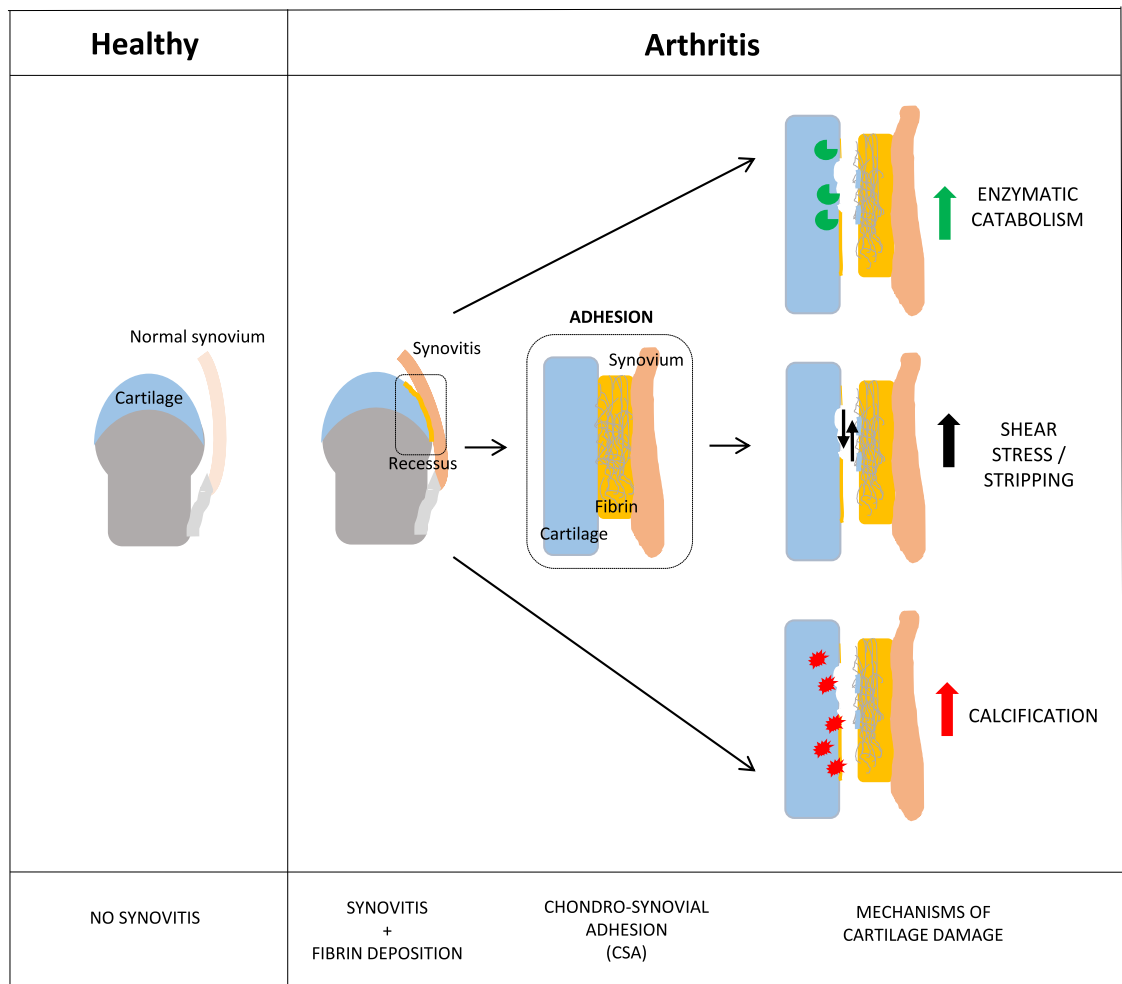 Healthy
Arthritis
Normal synovium
Cartilage
Synovitis
Recessus
ADHESION
Synovium
Fibrin
Cartilage
ENZYMATIC
CATABOLISM
SHEAR
STRESS /
STRIPPING
CALCIFICATION
NO SYNOVITIS
SYNOVITIS
+
FIBRIN DEPOSITION
CHONDRO-SYNOVIAL
ADHESION
(CSA)
MECHANISMS OF
CARTILAGE DAMAGE